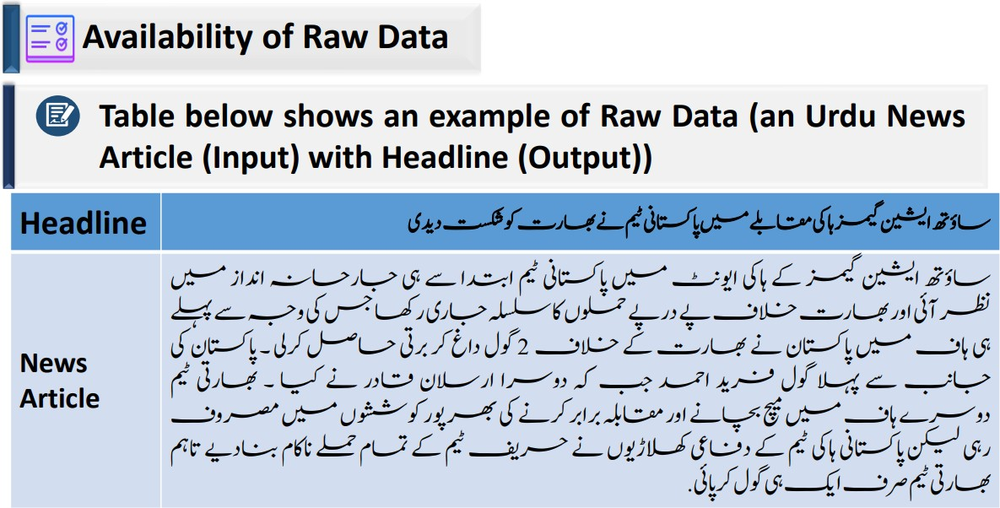 Availability of Raw Data
Table below shows an example of Raw Data (an Urdu News
Article (Input) with Headline (Output))
Headline
ساؤتھ ایشین گیمز ہاکی مقابلے میں پاکستانی ٹیم نے بھارت کو شکست دیدی
News
Article
ساؤتھ ایشین گیمز کے ہاکی ایونٹ میں پاکستانی ٹیم ابتدا سے ہی جارحانہ انداز میں
نظر آئی اور بھارت خلاف پے درپے حملوں کا سلسلہ جاری رکھا جس کی وجہ سے پہلے
ہی ہاف میں پاکستان نے بھارت کے خلاف 2 گول داغ کر برتی حاصل کرلی ۔ پاکستان کی
جانب سے پہلا گول فرید احمد جب کہ دوسرا ارسلان قادر نے کیا ۔ بھارتی ٹیم
دوسرے ہاف میں میچ بچانے اور مقابلہ برابر کرنے کی بھرپور کوششوں میں مصروف
رہی لیکن پاکستانی ہاکی ٹیم کے دفاعی کھلاڑیوں نے حریف ٹیم کے تمام حملے ناکام بنادیے تاہم
بھارتی ٹیم صرف ایک ہی گول کرپائی.